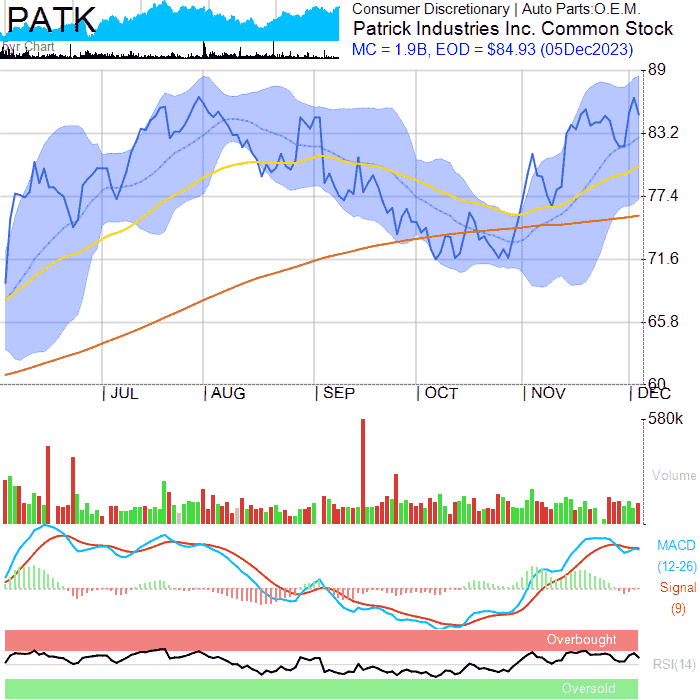 PATK
5yr Chart
Consumer Discretionary | Auto Parts:O.E.M.
Patrick Industries Inc. Common Stock
MC = 1.9B, EOD = $84.93 (05Dec2023)
89
83.2
77.4
71.6
65.8
60
JUL AUG SEP OCT NOV DEC
580k
Volume
MACD
(12-26)
Signal
(9)
Overbought
RSI(14)
Oversold